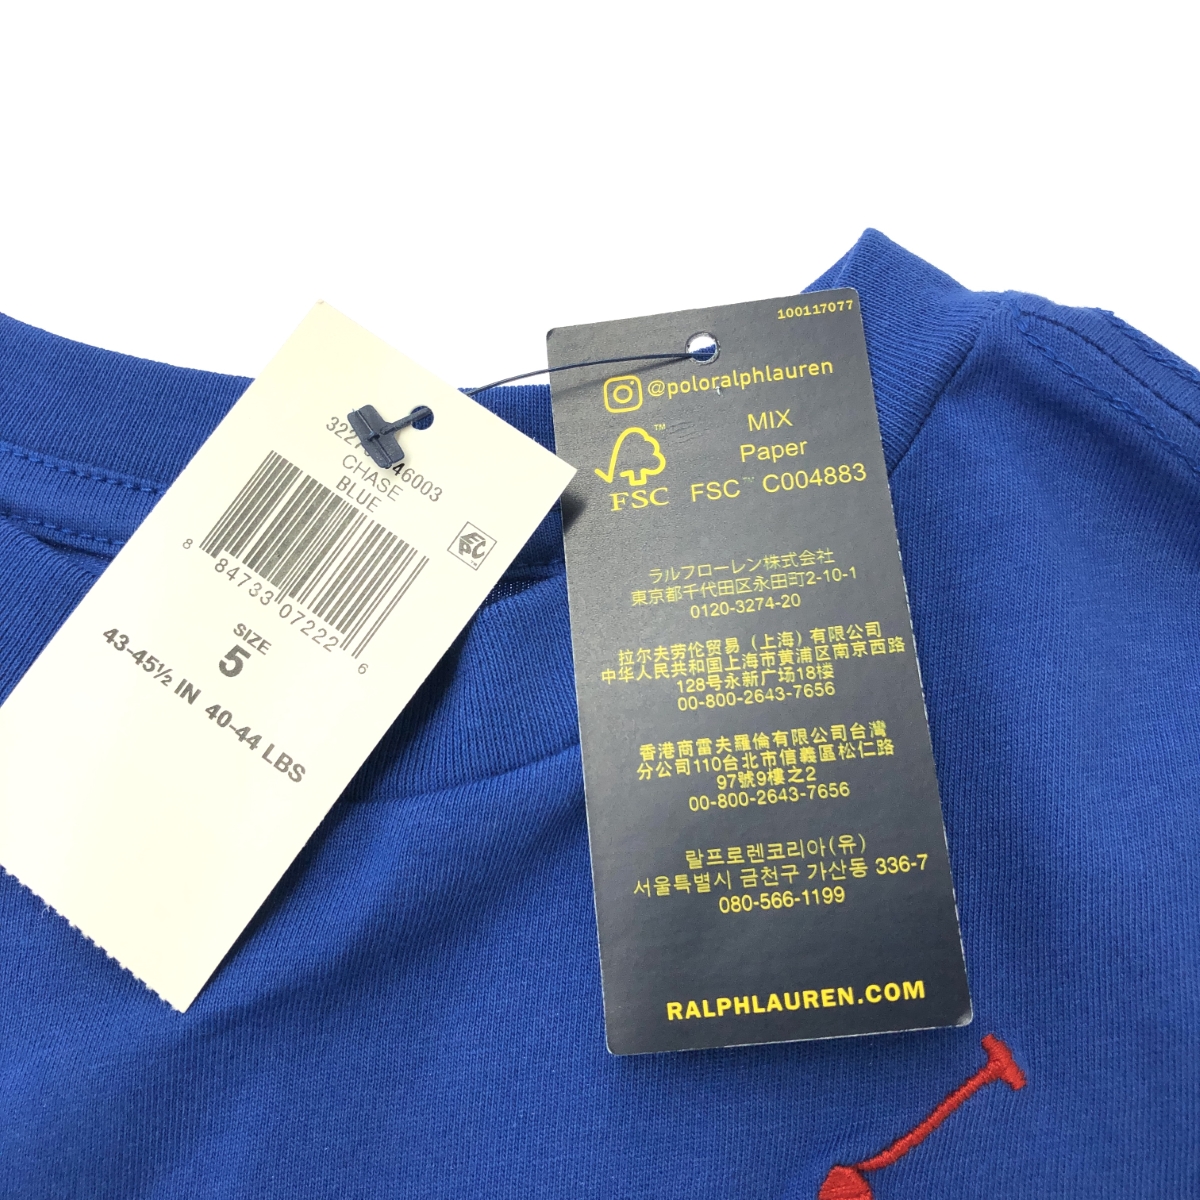 CHASE
BLUE
8
84733
07222
6
SIZE
5
43-45½ IN 40-44 LBS
EPC
100117077
@poloralphlauren
FSC™
MIX
Paper
FSC™ C004883
ラルフローレン株式会社
東京都千代田区永田町2-10-1
0120-3274-20
拉尔夫劳伦贸易（上海）有限公司
中华人民共和国上海市黄浦区南京西路
128号永新广场18楼
00-800-2643-7656
香港商雷夫羅倫有限公司台灣
分公司110台北市信義區松仁路
97號9樓之2
00-800-2643-7656
랄프로렌코리아(유)
서울특별시 금천구 가산동 336-7
080-566-1199
RALPHLAUREN.COM